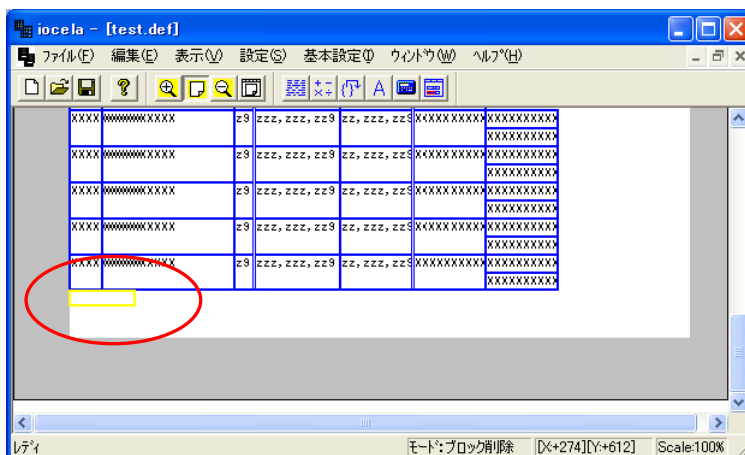 iocela - [test.def]
ファイル(F) 編集(E) 表示(V) 設定(S) 基本設定(I) ウィンドウ(W) ヘルプ(H)
XXXX XXXX z9 zzz,zzz,zz9 zz,zzz,zz9 XXXXXXXXXX XXXXXXXXXX
XXXXXXXXXX
XXXX XXXX z9 zzz,zzz,zz9 zz,zzz,zz9 XXXXXXXXXX XXXXXXXXXX
XXXXXXXXXX
XXXX XXXX z9 zzz,zzz,zz9 zz,zzz,zz9 XXXXXXXXXX XXXXXXXXXX
XXXXXXXXXX
XXXX XXXX z9 zzz,zzz,zz9 zz,zzz,zz9 XXXXXXXXXX XXXXXXXXXX
XXXXXXXXXX
XXXX XXXX z9 zzz,zzz,zz9 zz,zzz,zz9 XXXXXXXXXX XXXXXXXXXX
XXXXXXXXXX
レディ モード:ブロック削除 [X:+274][Y:+612] Scale:100%